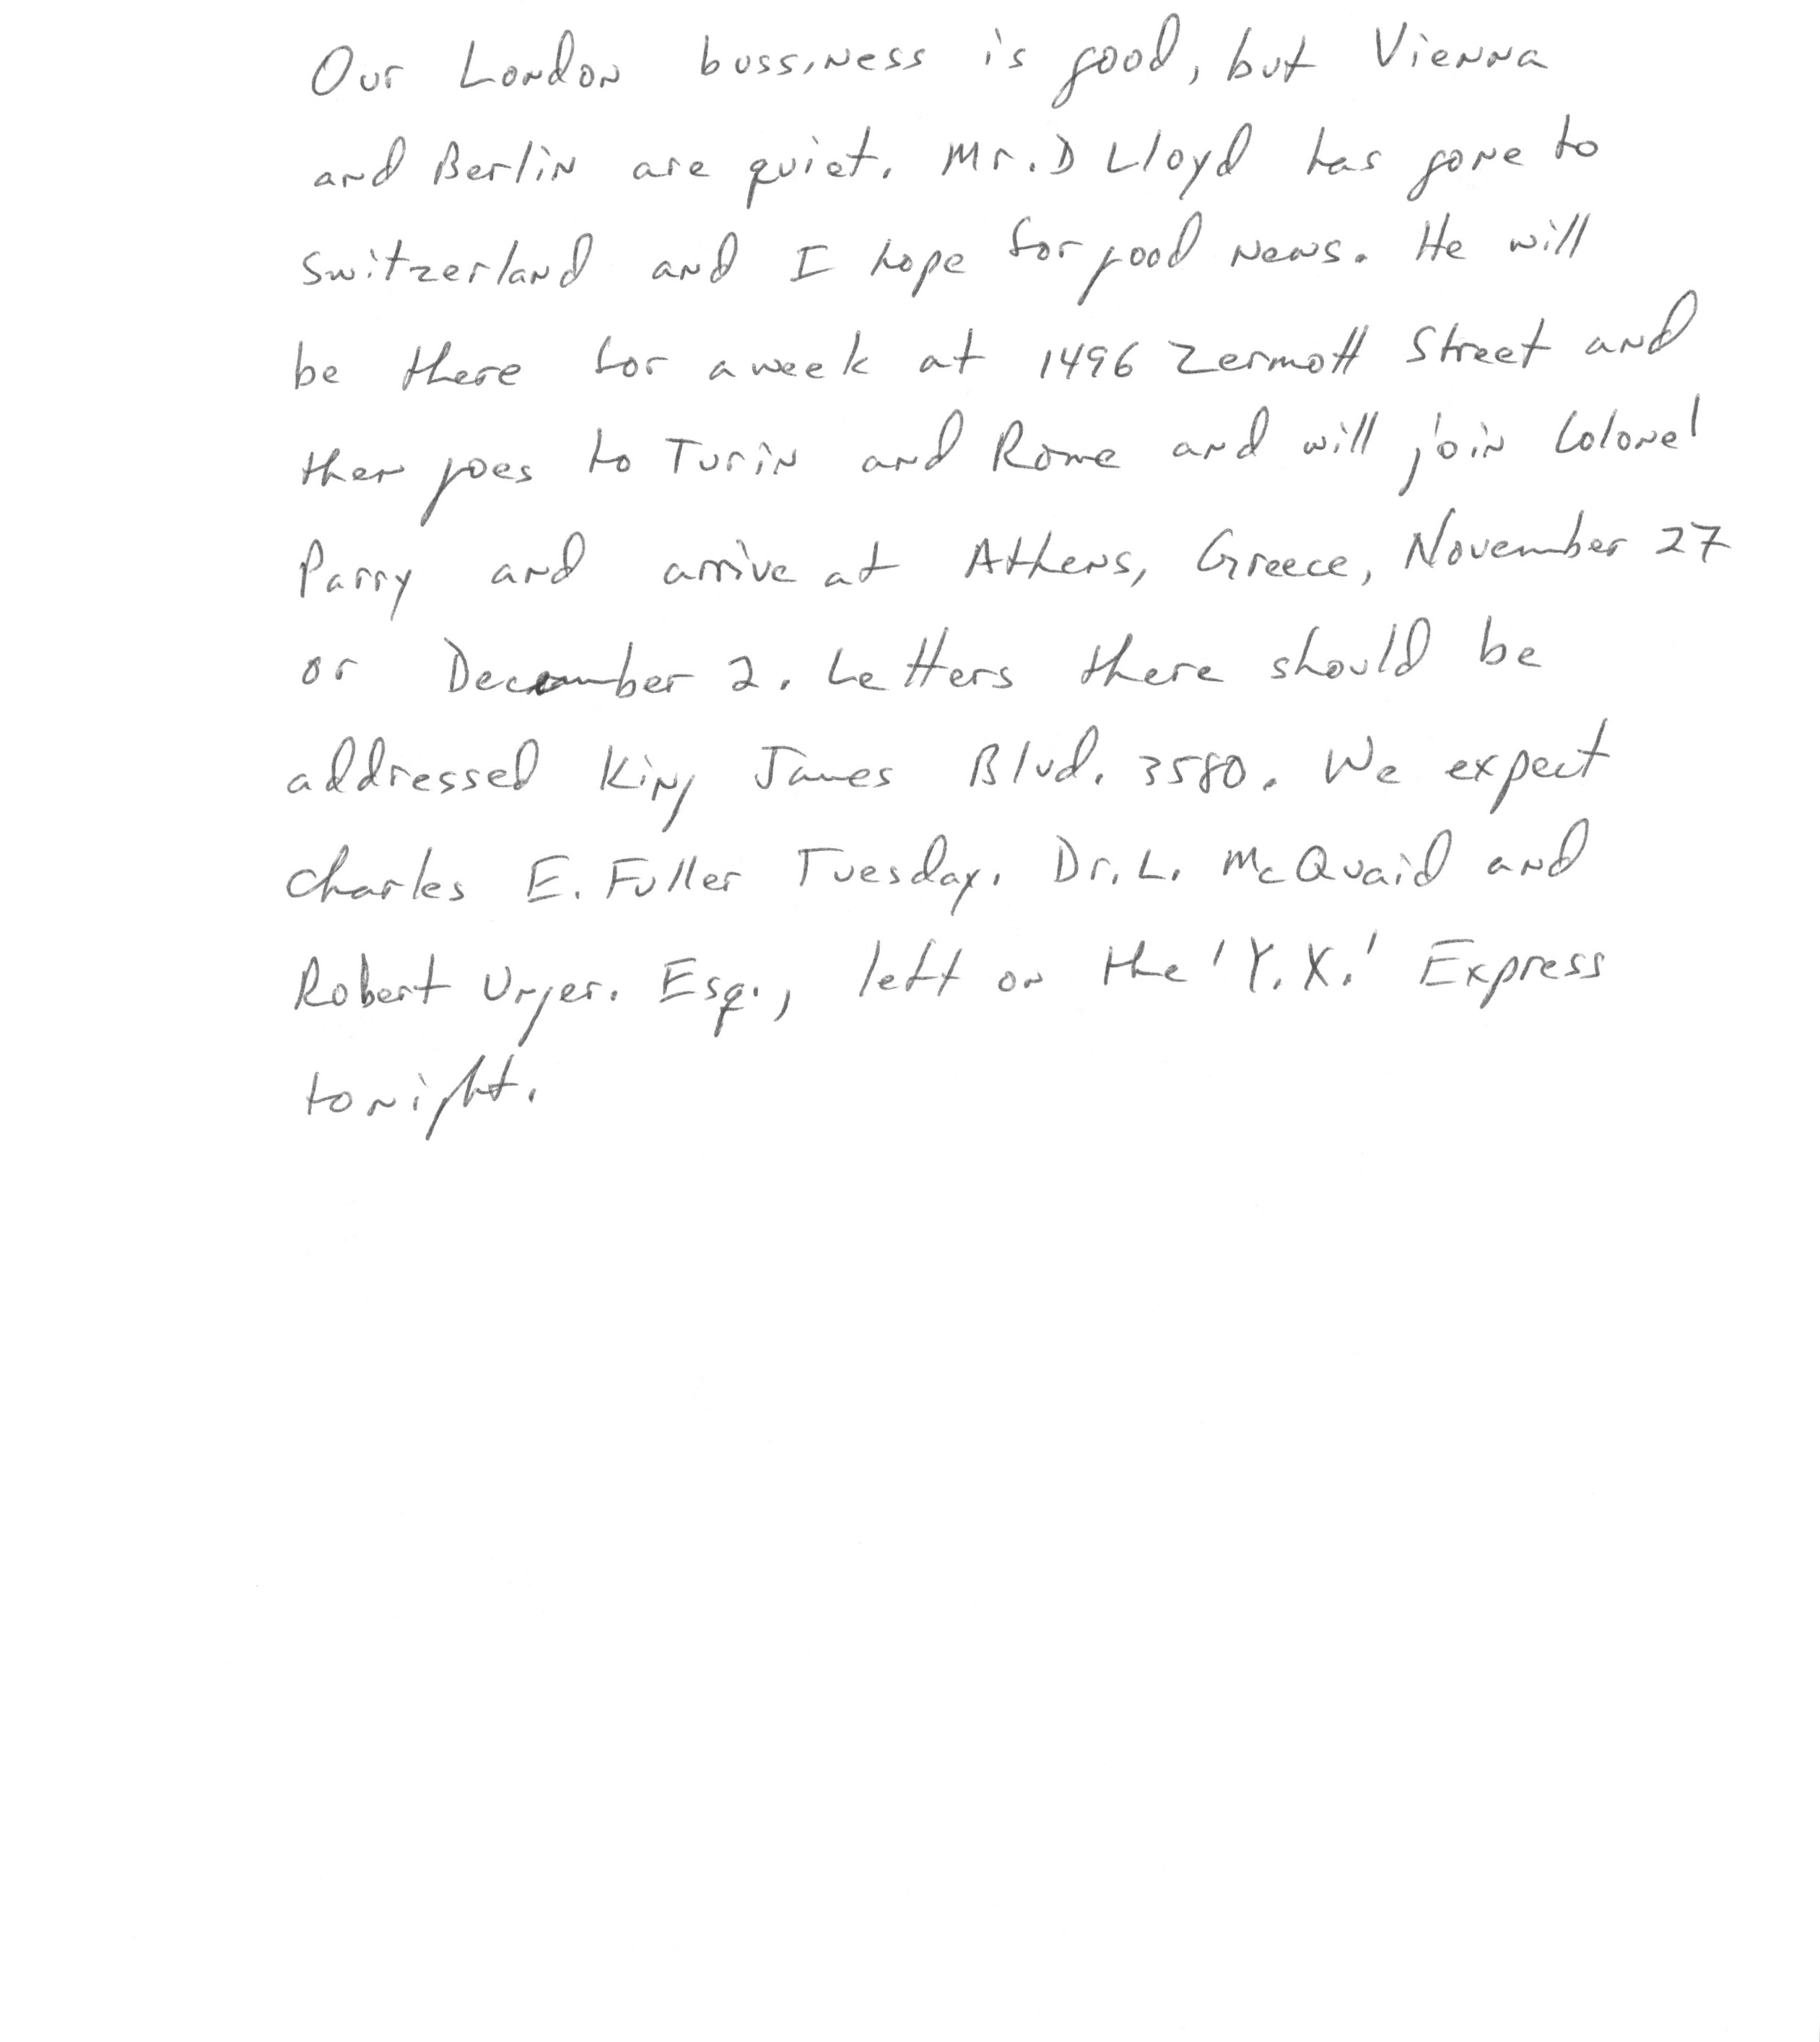 Our London bussiness is good, but Vienna
and Berlin are quiet. Mr. D Lloyd has gone to
Switzerland and I hope for good news. He will
be there for a week at 1496 Zermott Street and
then goes to Turin and Rome and will join Colonel
Parry and arrive at Athens, Greece, November 27
or December 2. Letters there should be
addressed King James Blvd. 3580. We expect
Charles E. Fuller Tuesday. Dr. L. McQuaid and
Robert Unger. Esq., left on the 'Y.X.' Express
tonight.